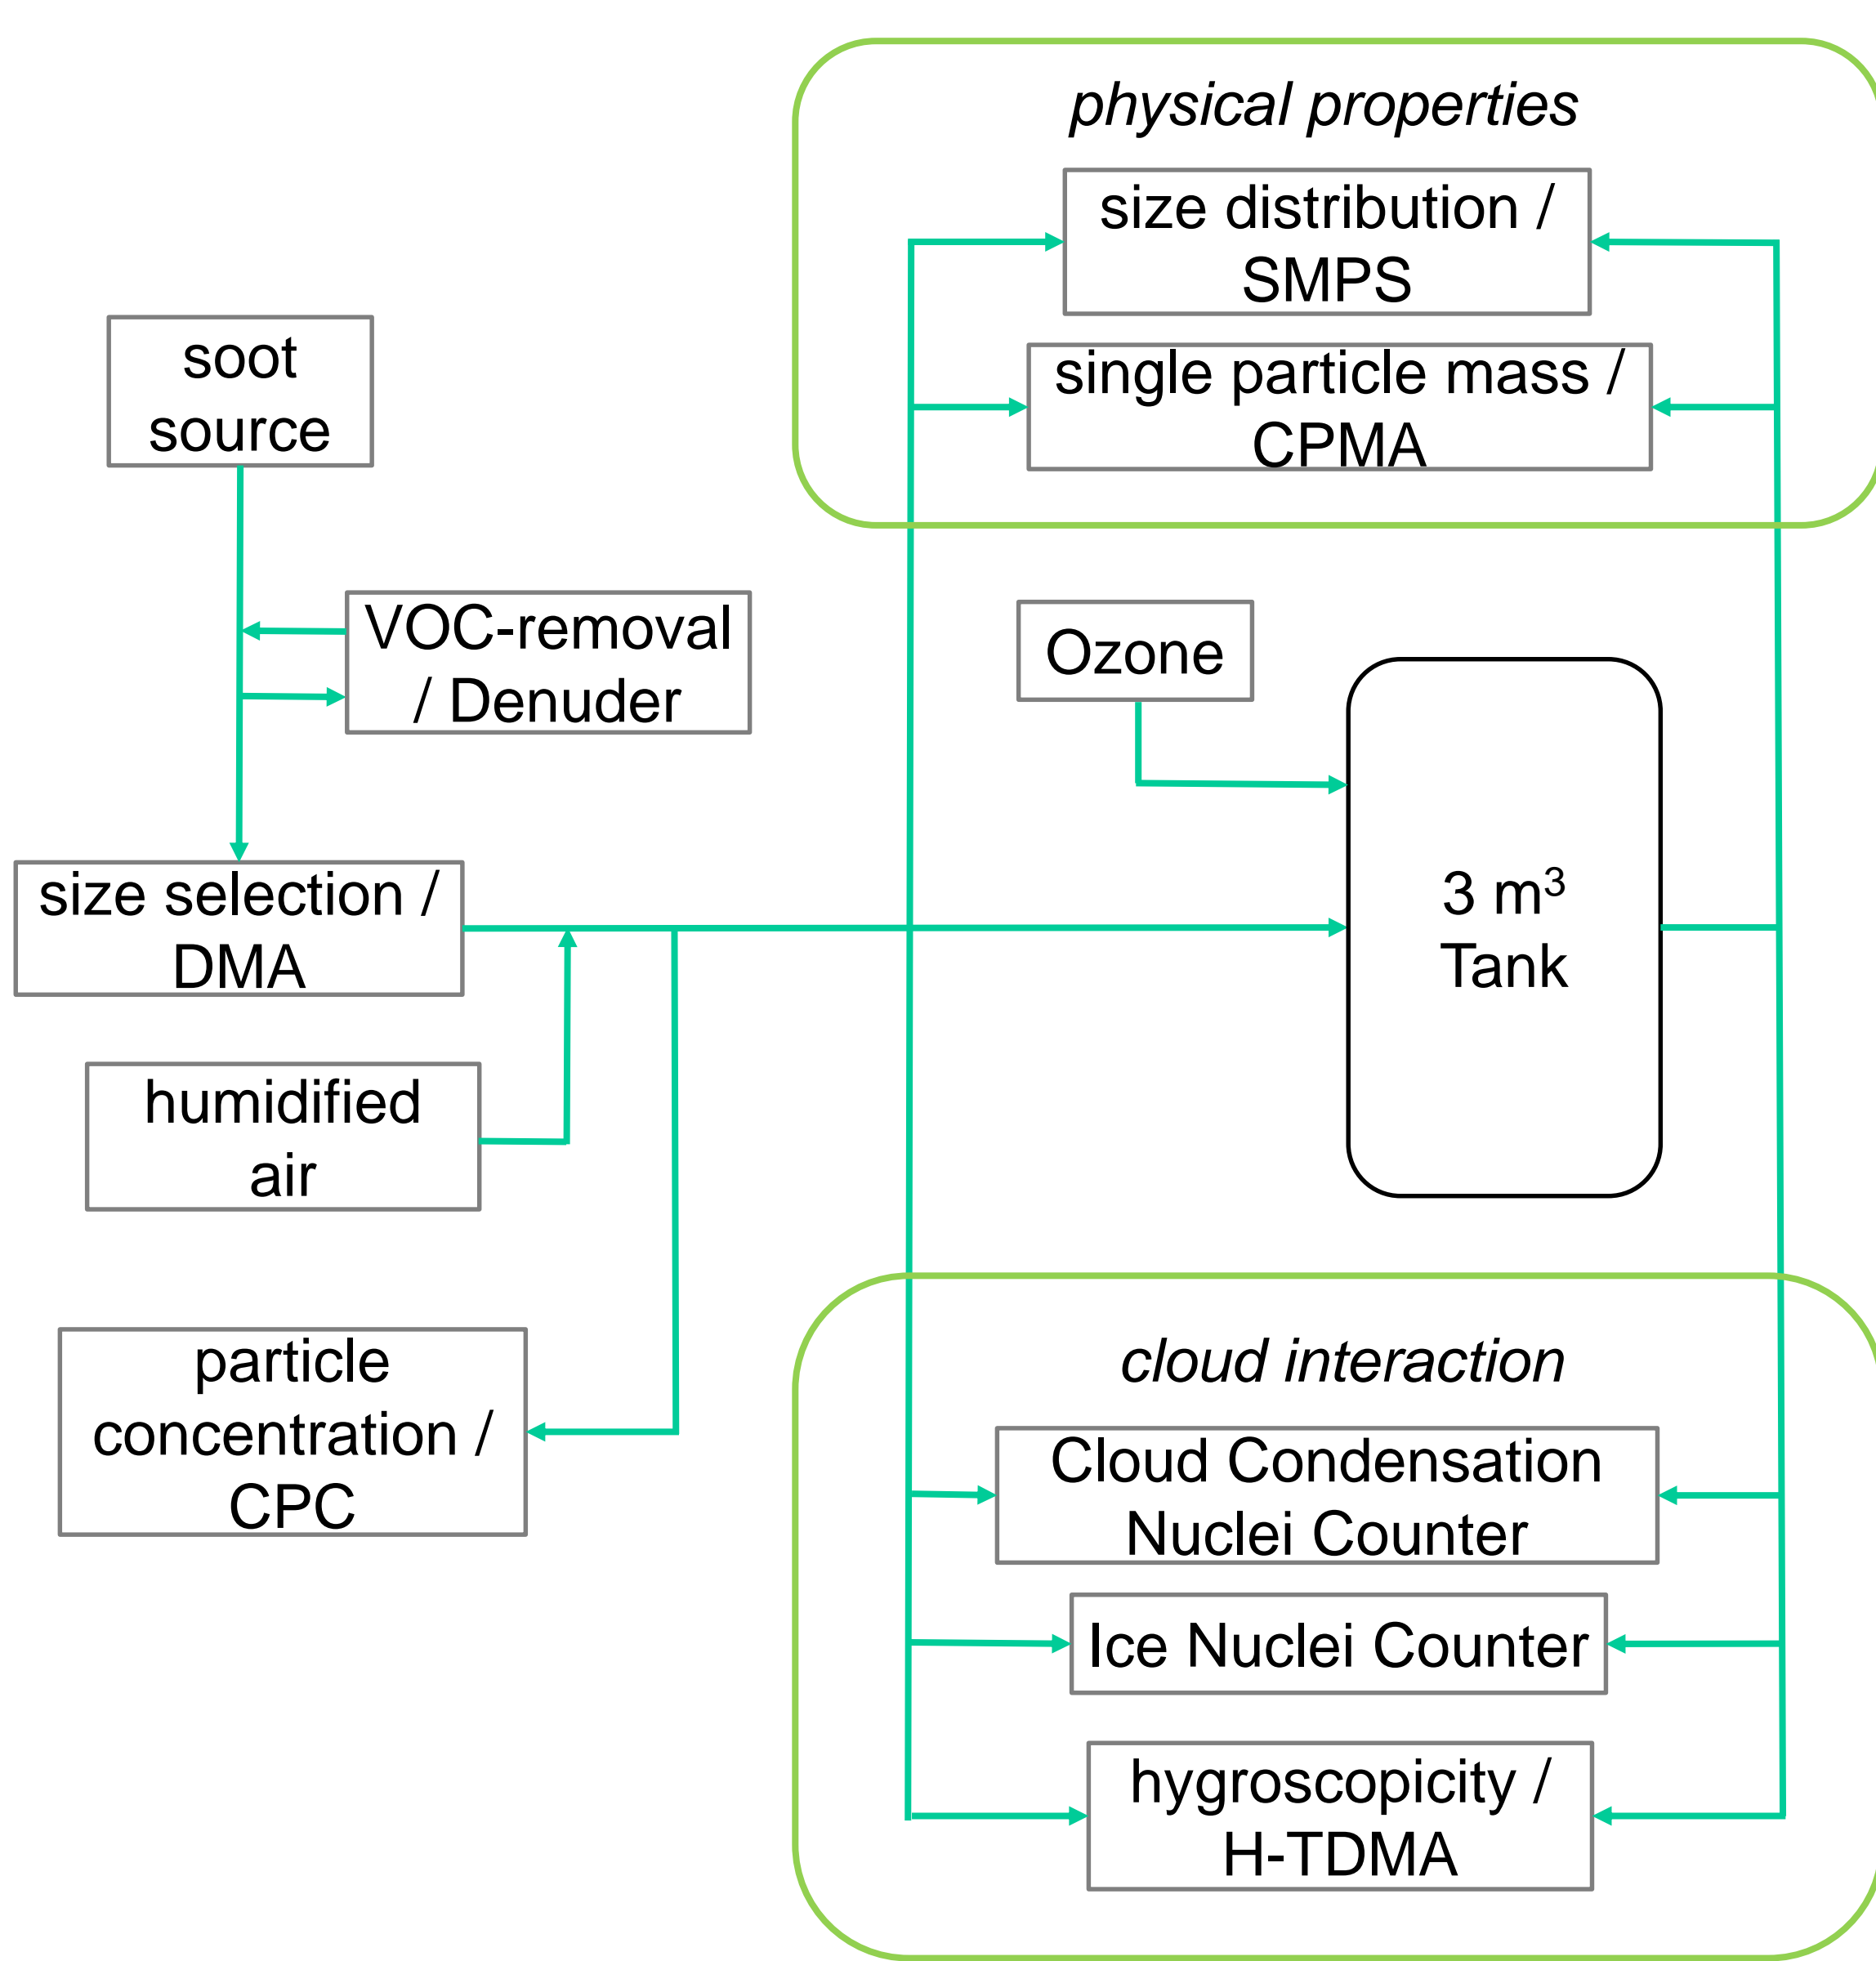 physical properties
size distribution /
SMPS
single particle mass /
CPMA
soot
source
VOC-removal
/ Denuder
Ozone
size selection /
DMA
3 m³
Tank
humidified
air
particle
concentration /
CPC
cloud interaction
Cloud Condensation
Nuclei Counter
Ice Nuclei Counter
hygroscopicity /
H-TDMA